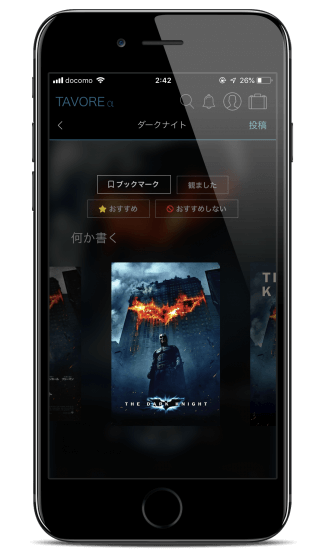 docomo 2:42 26%
TAVORE α
ダークナイト 投稿
ブックマーク 観ました
おすすめ おすすめしない
何か書く
THE DARK KNIGHT
T
K